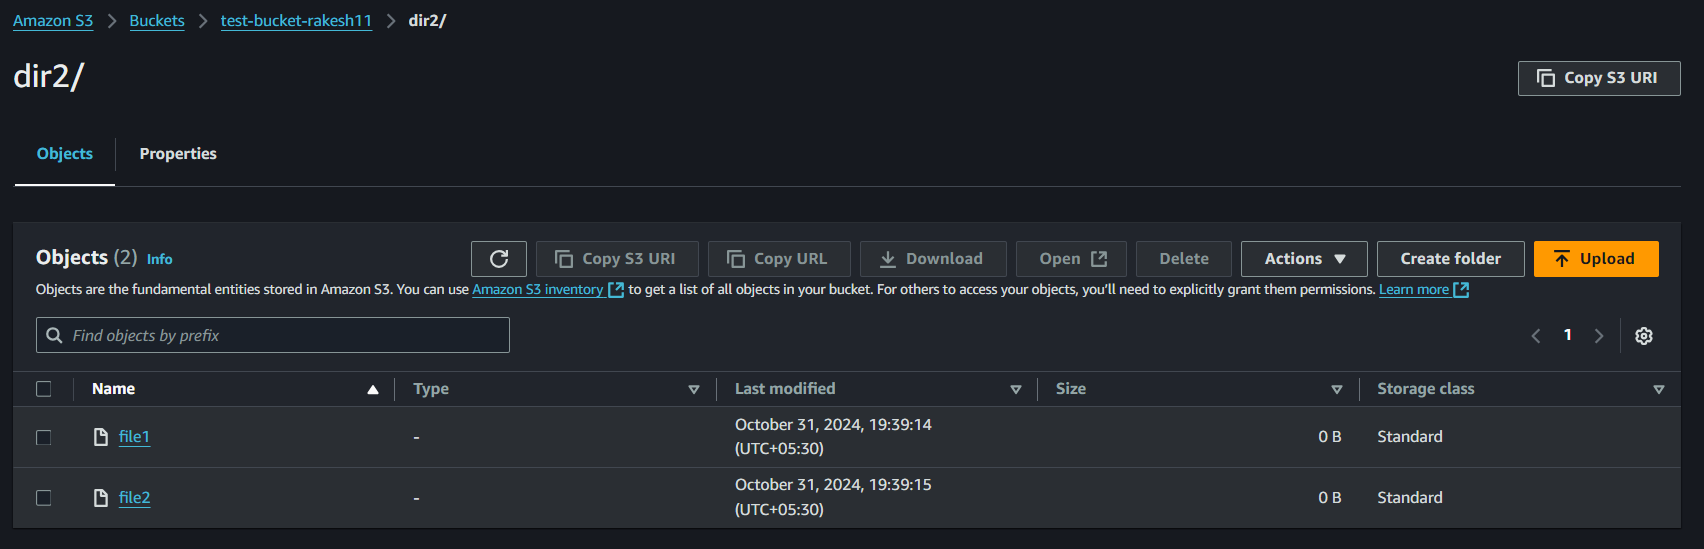 Amazon S3 > Buckets > test-bucket-rakesh11 > dir2/
dir2/
Copy S3 URI
Objects Properties
Objects (2) Info
Copy S3 URI Copy URL Download Open Delete Actions Create folder Upload
Objects are the fundamental entities stored in Amazon S3. You can use Amazon S3 inventory to get a list of all objects in your bucket. For others to access your objects, you’ll need to explicitly grant them permissions. Learn more
Find objects by prefix
1
Name Type Last modified Size Storage class
file1 - October 31, 2024, 19:39:14 (UTC+05:30) 0 B Standard
file2 - October 31, 2024, 19:39:15 (UTC+05:30) 0 B Standard